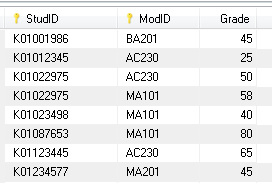 StudID ModID Grade
K01001986 BA201 45
K01012345 AC230 25
K01022975 AC230 50
K01022975 MA101 58
K01023498 MA101 40
K01087653 MA101 80
K01123445 AC230 65
K01234577 MA201 45